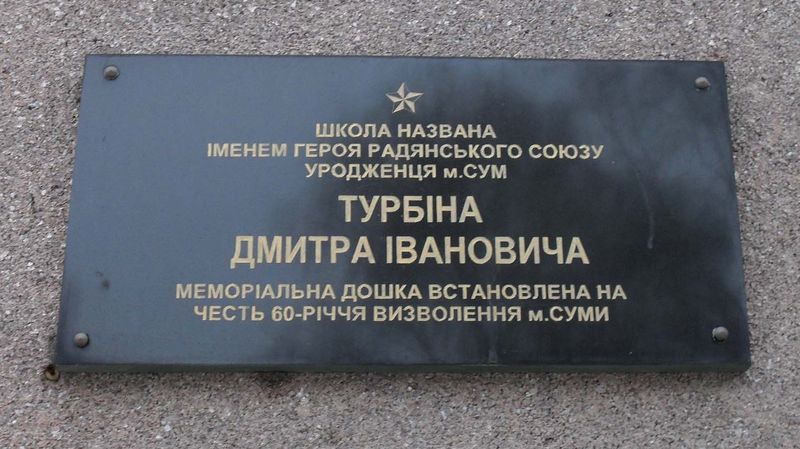 ШКОЛА НАЗВАНА
ІМЕНЕМ ГЕРОЯ РАДЯНСЬКОГО СОЮЗУ
УРОДЖЕНЦЯ м.СУМ
ТУРБІНА
ДМИТРА ІВАНОВИЧА
МЕМОРІАЛЬНА ДОШКА ВСТАНОВЛЕНА НА
ЧЕСТЬ 60-РІЧЧЯ ВИЗВОЛЕННЯ м.СУМИ